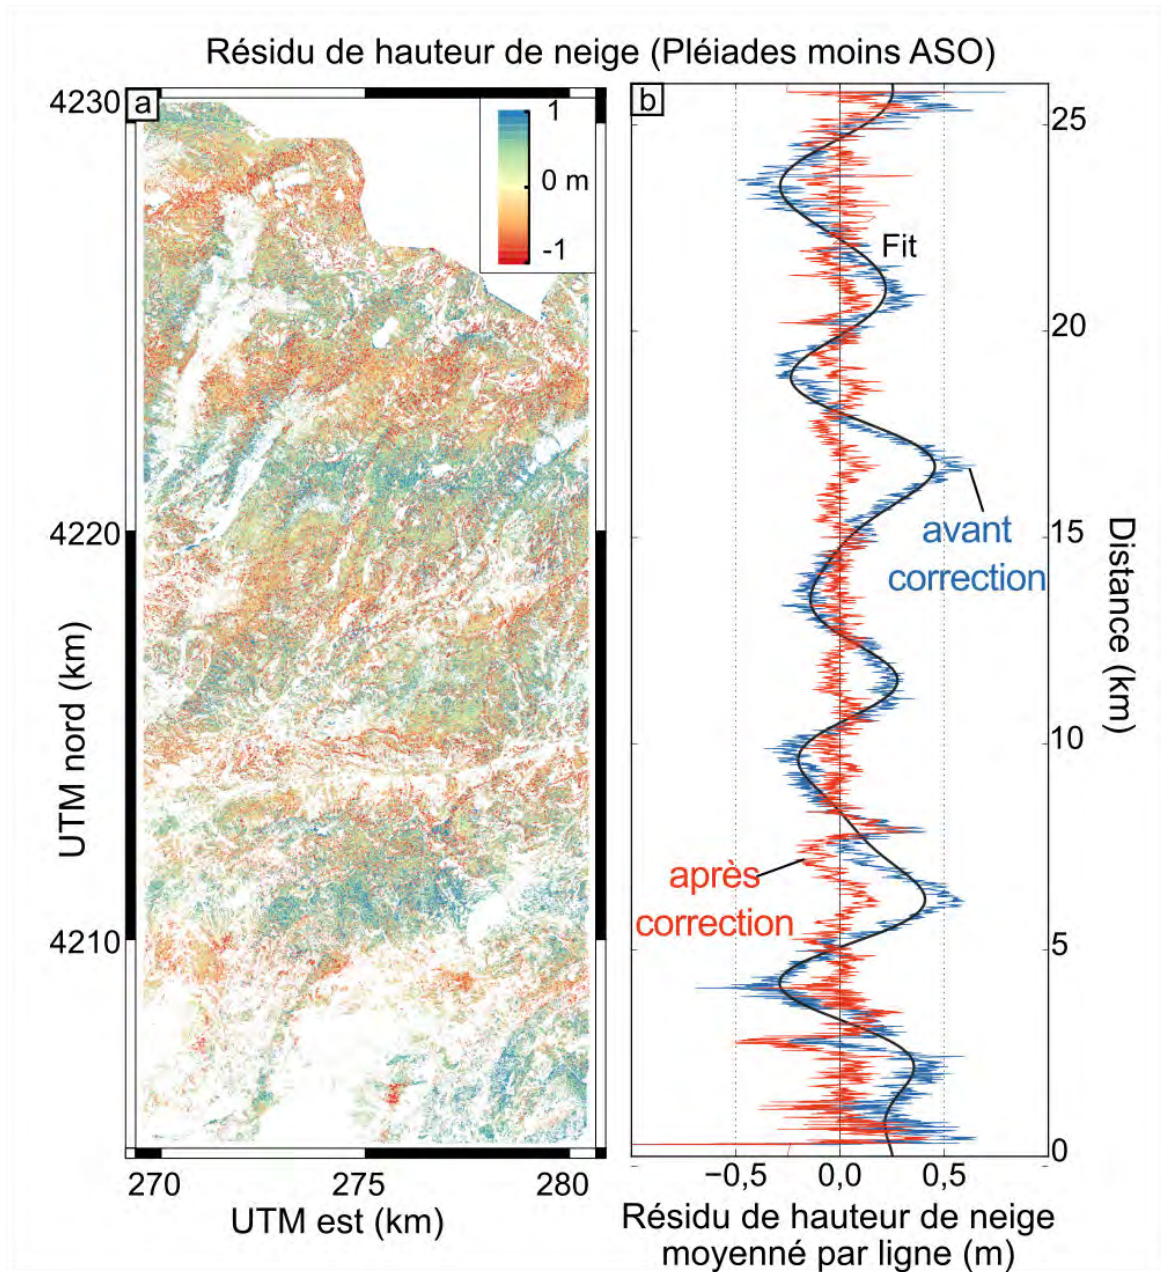 Résidu de hauteur de neige (Pléiades moins ASO)
a
4230
4220
4210
UTM nord (km)
270
275
280
UTM est (km)
1
0 m
-1
b
Fit
avant
correction
après
correction
25
20
15
10
5
0
Distance (km)
−0,5
0,0
0,5
Résidu de hauteur de neige
moyenné par ligne (m)